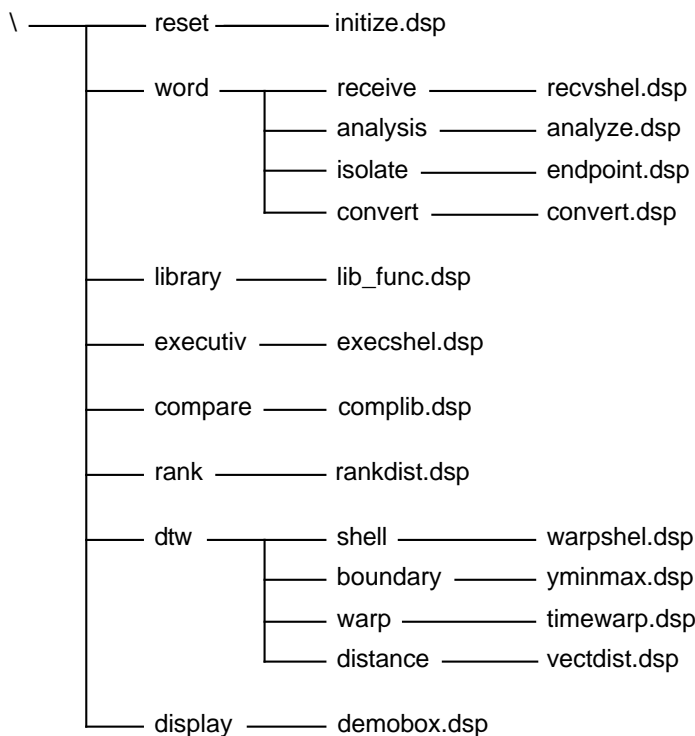 \ reset initize.dsp
word receive recvshel.dsp
analysis analyze.dsp
isolate endpoint.dsp
convert convert.dsp
library lib_func.dsp
executiv execshel.dsp
compare complib.dsp
rank rankdist.dsp
dtw shell warpshel.dsp
boundary yminmax.dsp
warp timewarp.dsp
distance vectdist.dsp
display demobox.dsp